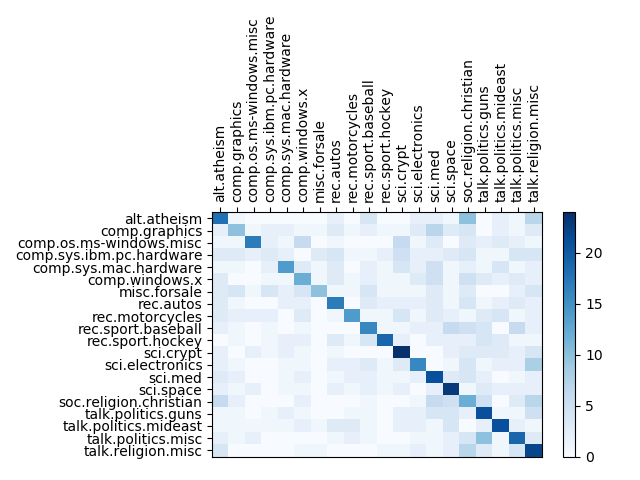 alt.atheism
comp.graphics
comp.os.ms-windows.misc
comp.sys.ibm.pc.hardware
comp.sys.mac.hardware
comp.windows.x
misc.forsale
rec.autos
rec.motorcycles
rec.sport.baseball
rec.sport.hockey
sci.crypt
sci.electronics
sci.med
sci.space
soc.religion.christian
talk.politics.guns
talk.politics.mideast
talk.politics.misc
talk.religion.misc
alt.atheism
comp.graphics
comp.os.ms-windows.misc
comp.sys.ibm.pc.hardware
comp.sys.mac.hardware
comp.windows.x
misc.forsale
rec.autos
rec.motorcycles
rec.sport.baseball
rec.sport.hockey
sci.crypt
sci.electronics
sci.med
sci.space
soc.religion.christian
talk.politics.guns
talk.politics.mideast
talk.politics.misc
talk.religion.misc
20
15
10
5
0